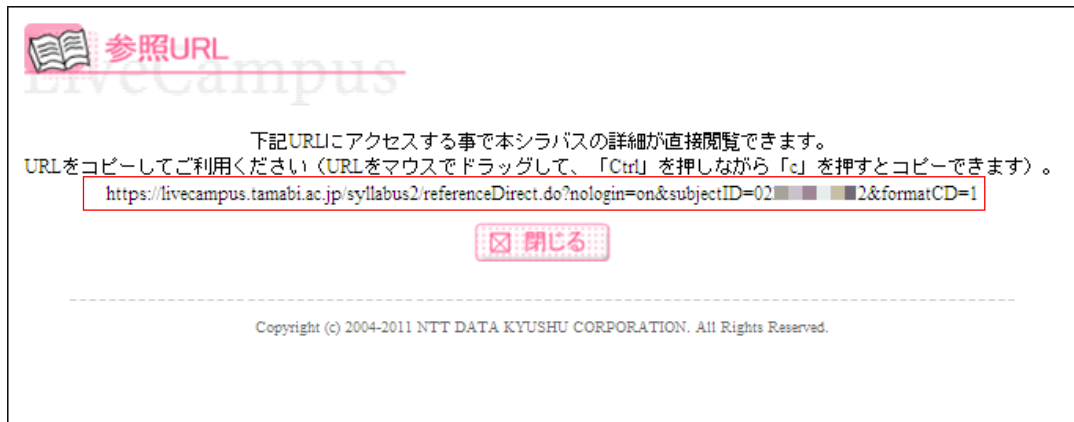 参照URL
LiveCampus
下記URLにアクセスする事で本シラバスの詳細が直接閲覧できます。
URLをコピーしてご利用ください(URLをマウスでドラッグして、「Ctrl」を押しながら「c」を押すとコピーできます)。
https://livecampus.tamabi.ac.jp/syllabus2/referenceDirect.do?nologin=on&subjectID=02 2&formatCD=1
閉じる
Copyright (c) 2004-2011 NTT DATA KYUSHU CORPORATION. All Rights Reserved.